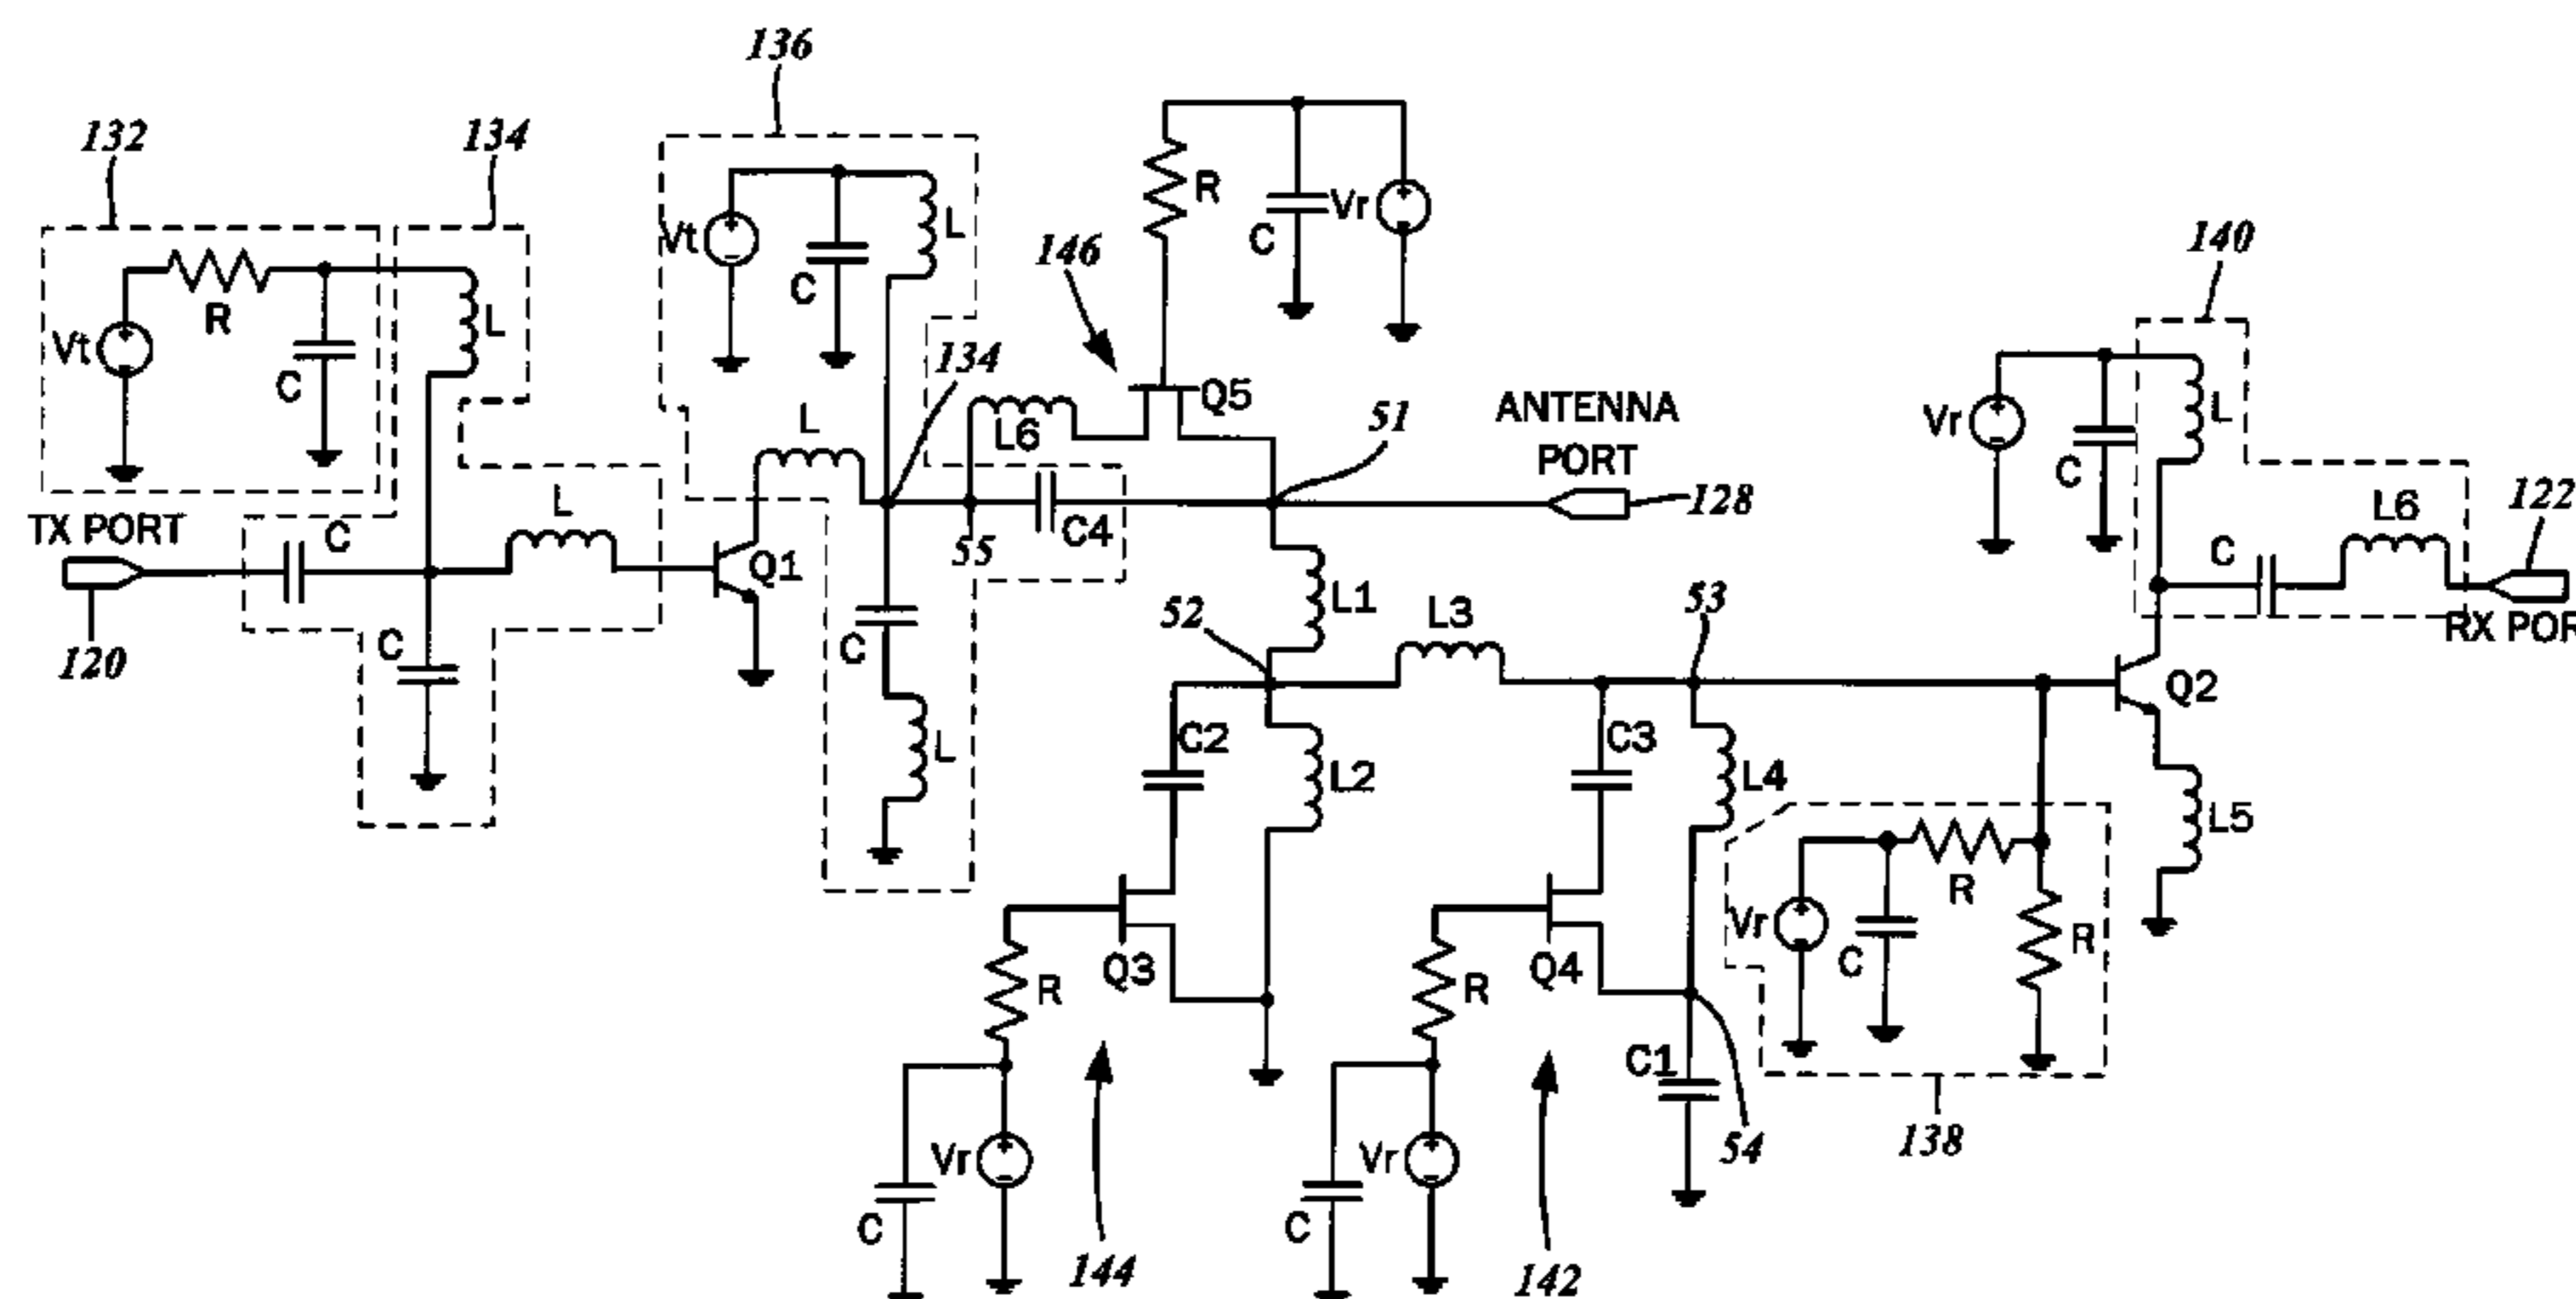 136
132
134
R
C
Vr
Vt
C
L
146
140
R
L
Vt
C
134
Q5
51
ANTENNA
PORT
L
L6
Vr
C
L
L6
122
TX PORT
C
L
Q1
55
C4
128
C
52
L1
L3
53
RX POR
120
C
C
Q2
L
C2
L2
C3
L4
L5
R
Vr
C
R
Q3
R
Q4
R
C1
138
54
Vr
C
144
Vr
C
142